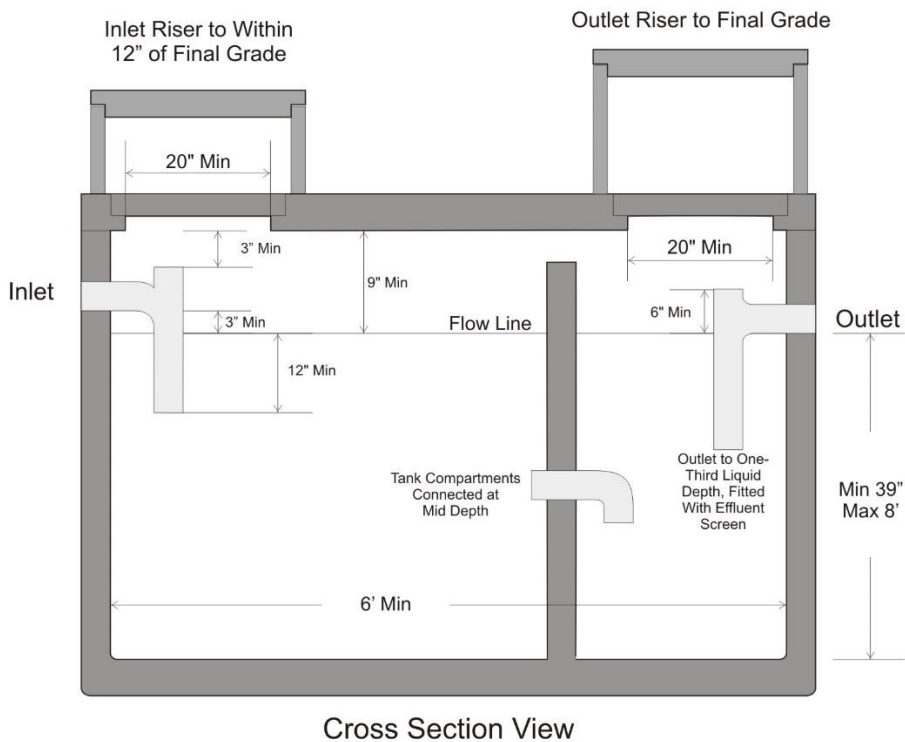 Inlet Riser to Within
12” of Final Grade
Outlet Riser to Final Grade
20" Min
3” Min
9" Min
20" Min
Inlet
3” Min
Flow Line
6" Min
Outlet
12" Min
Tank Compartments
Connected at
Mid Depth
Outlet to One-
Third Liquid
Depth, Fitted
With Effluent
Screen
Min 39”
Max 8’
6’ Min
Cross Section View